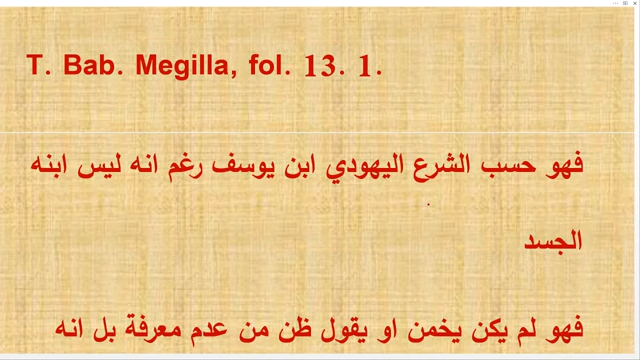 T. Bab. Megilla, fol. 13. 1.
فهو حسب الشرع اليهودي ابن يوسف رغم انه ليس ابنه
الجسد
فهو لم يكن يخمن او يقول ظن من عدم معرفة بل انه